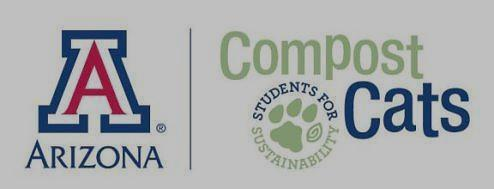 A
®
ARIZONA
Compost
STUDENTS FOR
SUSTAINABILITY
Cats